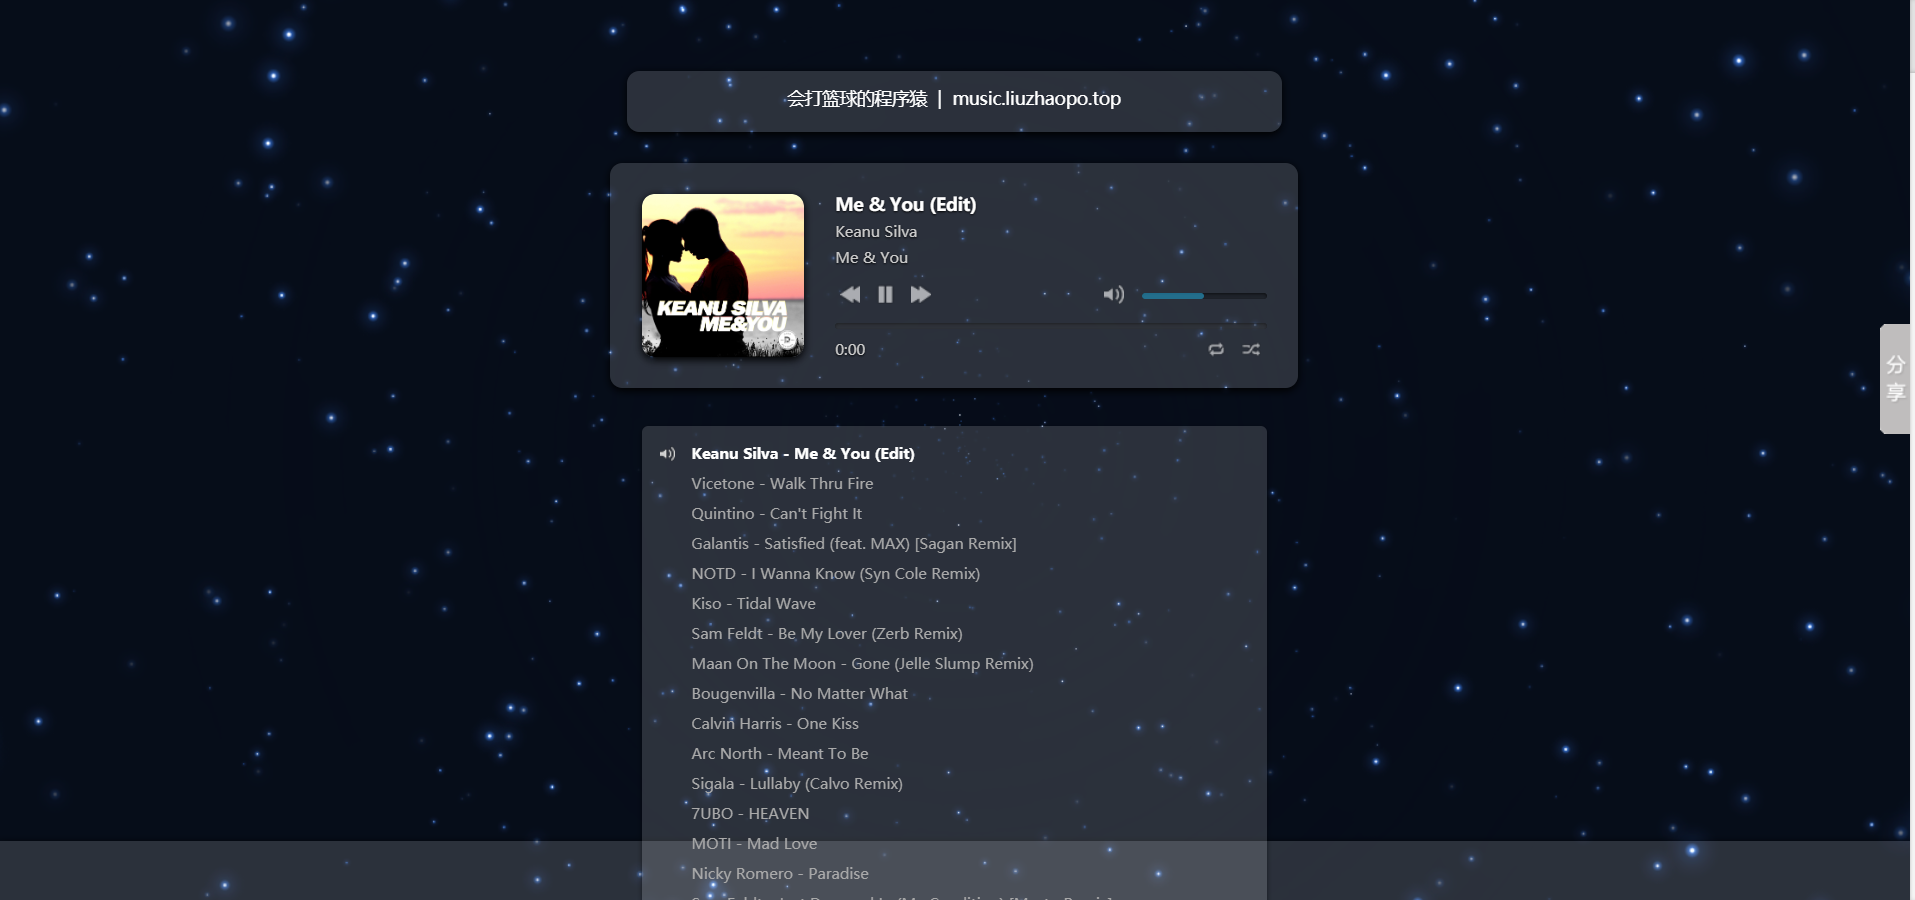 会打篮球的程序猿 | music.liuzhaopo.top
Me & You (Edit)
Keanu Silva
Me & You
KEANU SILVA
ME&YOU
0:00
分享
Keanu Silva - Me & You (Edit)
Vicetone - Walk Thru Fire
Quintino - Can't Fight It
Galantis - Satisfied (feat. MAX) [Sagan Remix]
NOTD - I Wanna Know (Syn Cole Remix)
Kiso - Tidal Wave
Sam Feldt - Be My Lover (Zerb Remix)
Maan On The Moon - Gone (Jelle Slump Remix)
Bougenvilla - No Matter What
Calvin Harris - One Kiss
Arc North - Meant To Be
Sigala - Lullaby (Calvo Remix)
7UBO - HEAVEN
MOTI - Mad Love
Nicky Romero - Paradise